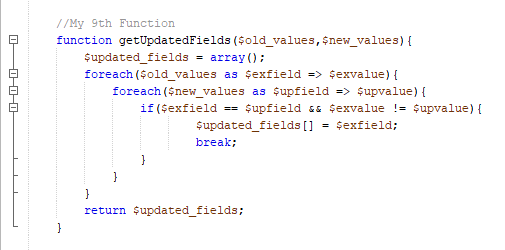 //My 9th Function
function getUpdatedFields($old_values,$new_values){
$updated_fields = array();
foreach($old_values as $exfield => $exvalue){
foreach($new_values as $upfield => $upvalue){
if($exfield == $upfield && $exvalue != $upvalue){
$updated_fields[] = $exfield;
break;
}
}
}
return $updated_fields;
}